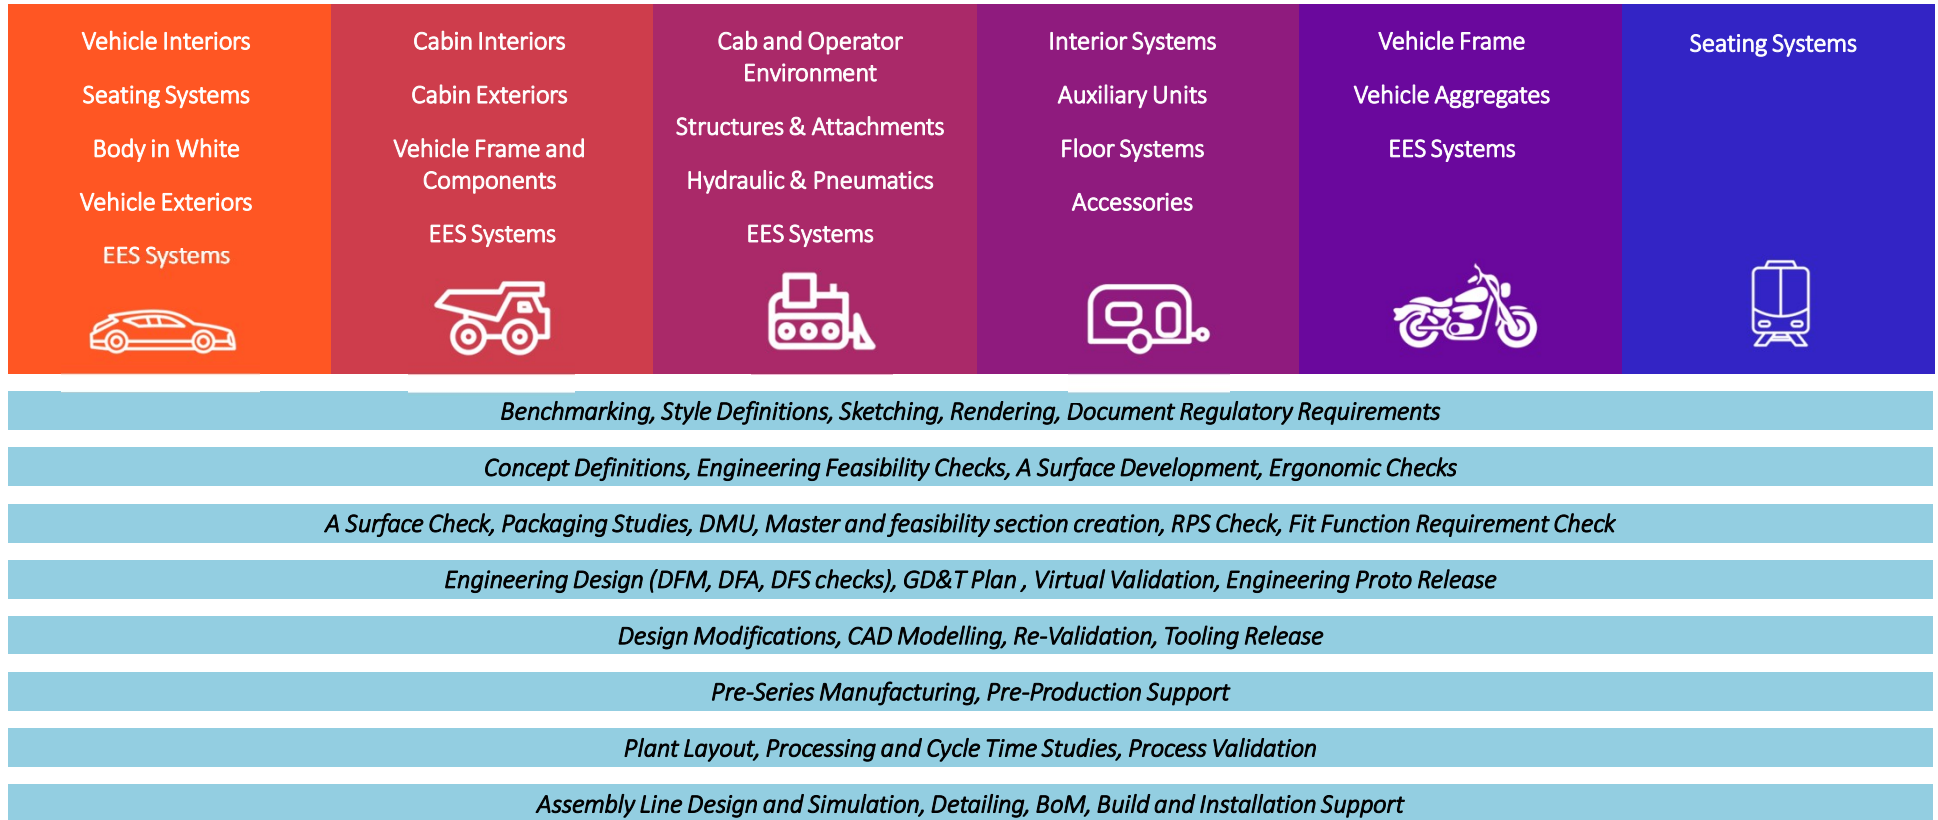 Vehicle Interiors
Seating Systems
Body in White
Vehicle Exteriors
EES Systems
Cabin Interiors
Cabin Exteriors
Vehicle Frame and
Components
EES Systems
Cab and Operator
Environment
Structures & Attachments
Hydraulic & Pneumatics
EES Systems
Interior Systems
Auxiliary Units
Floor Systems
Accessories
Vehicle Frame
Vehicle Aggregates
EES Systems
Seating Systems
Benchmarking, Style Definitions, Sketching, Rendering, Document Regulatory Requirements
Concept Definitions, Engineering Feasibility Checks, A Surface Development, Ergonomic Checks
A Surface Check, Packaging Studies, DMU, Master and feasibility section creation, RPS Check, Fit Function Requirement Check
Engineering Design (DFM, DFA, DFS checks), GD&T Plan , Virtual Validation, Engineering Proto Release
Design Modifications, CAD Modelling, Re-Validation, Tooling Release
Pre-Series Manufacturing, Pre-Production Support
Plant Layout, Processing and Cycle Time Studies, Process Validation
Assembly Line Design and Simulation, Detailing, BoM, Build and Installation Support